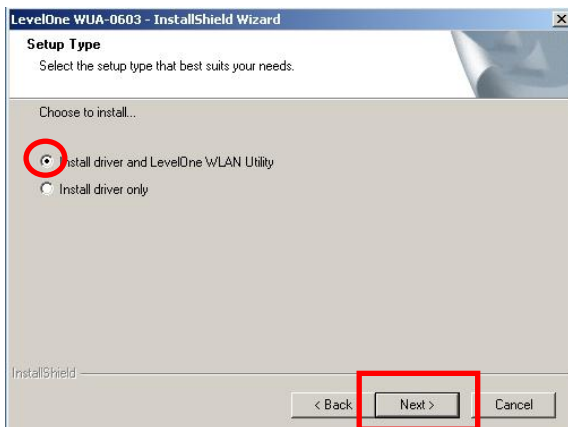 LevelOne WUA-0603 - InstallShield Wizard
Setup Type
Select the setup type that best suits your needs.
Choose to install...
Install driver and LevelOne WLAN Utility
Install driver only
InstallShield
< Back
Next >
Cancel